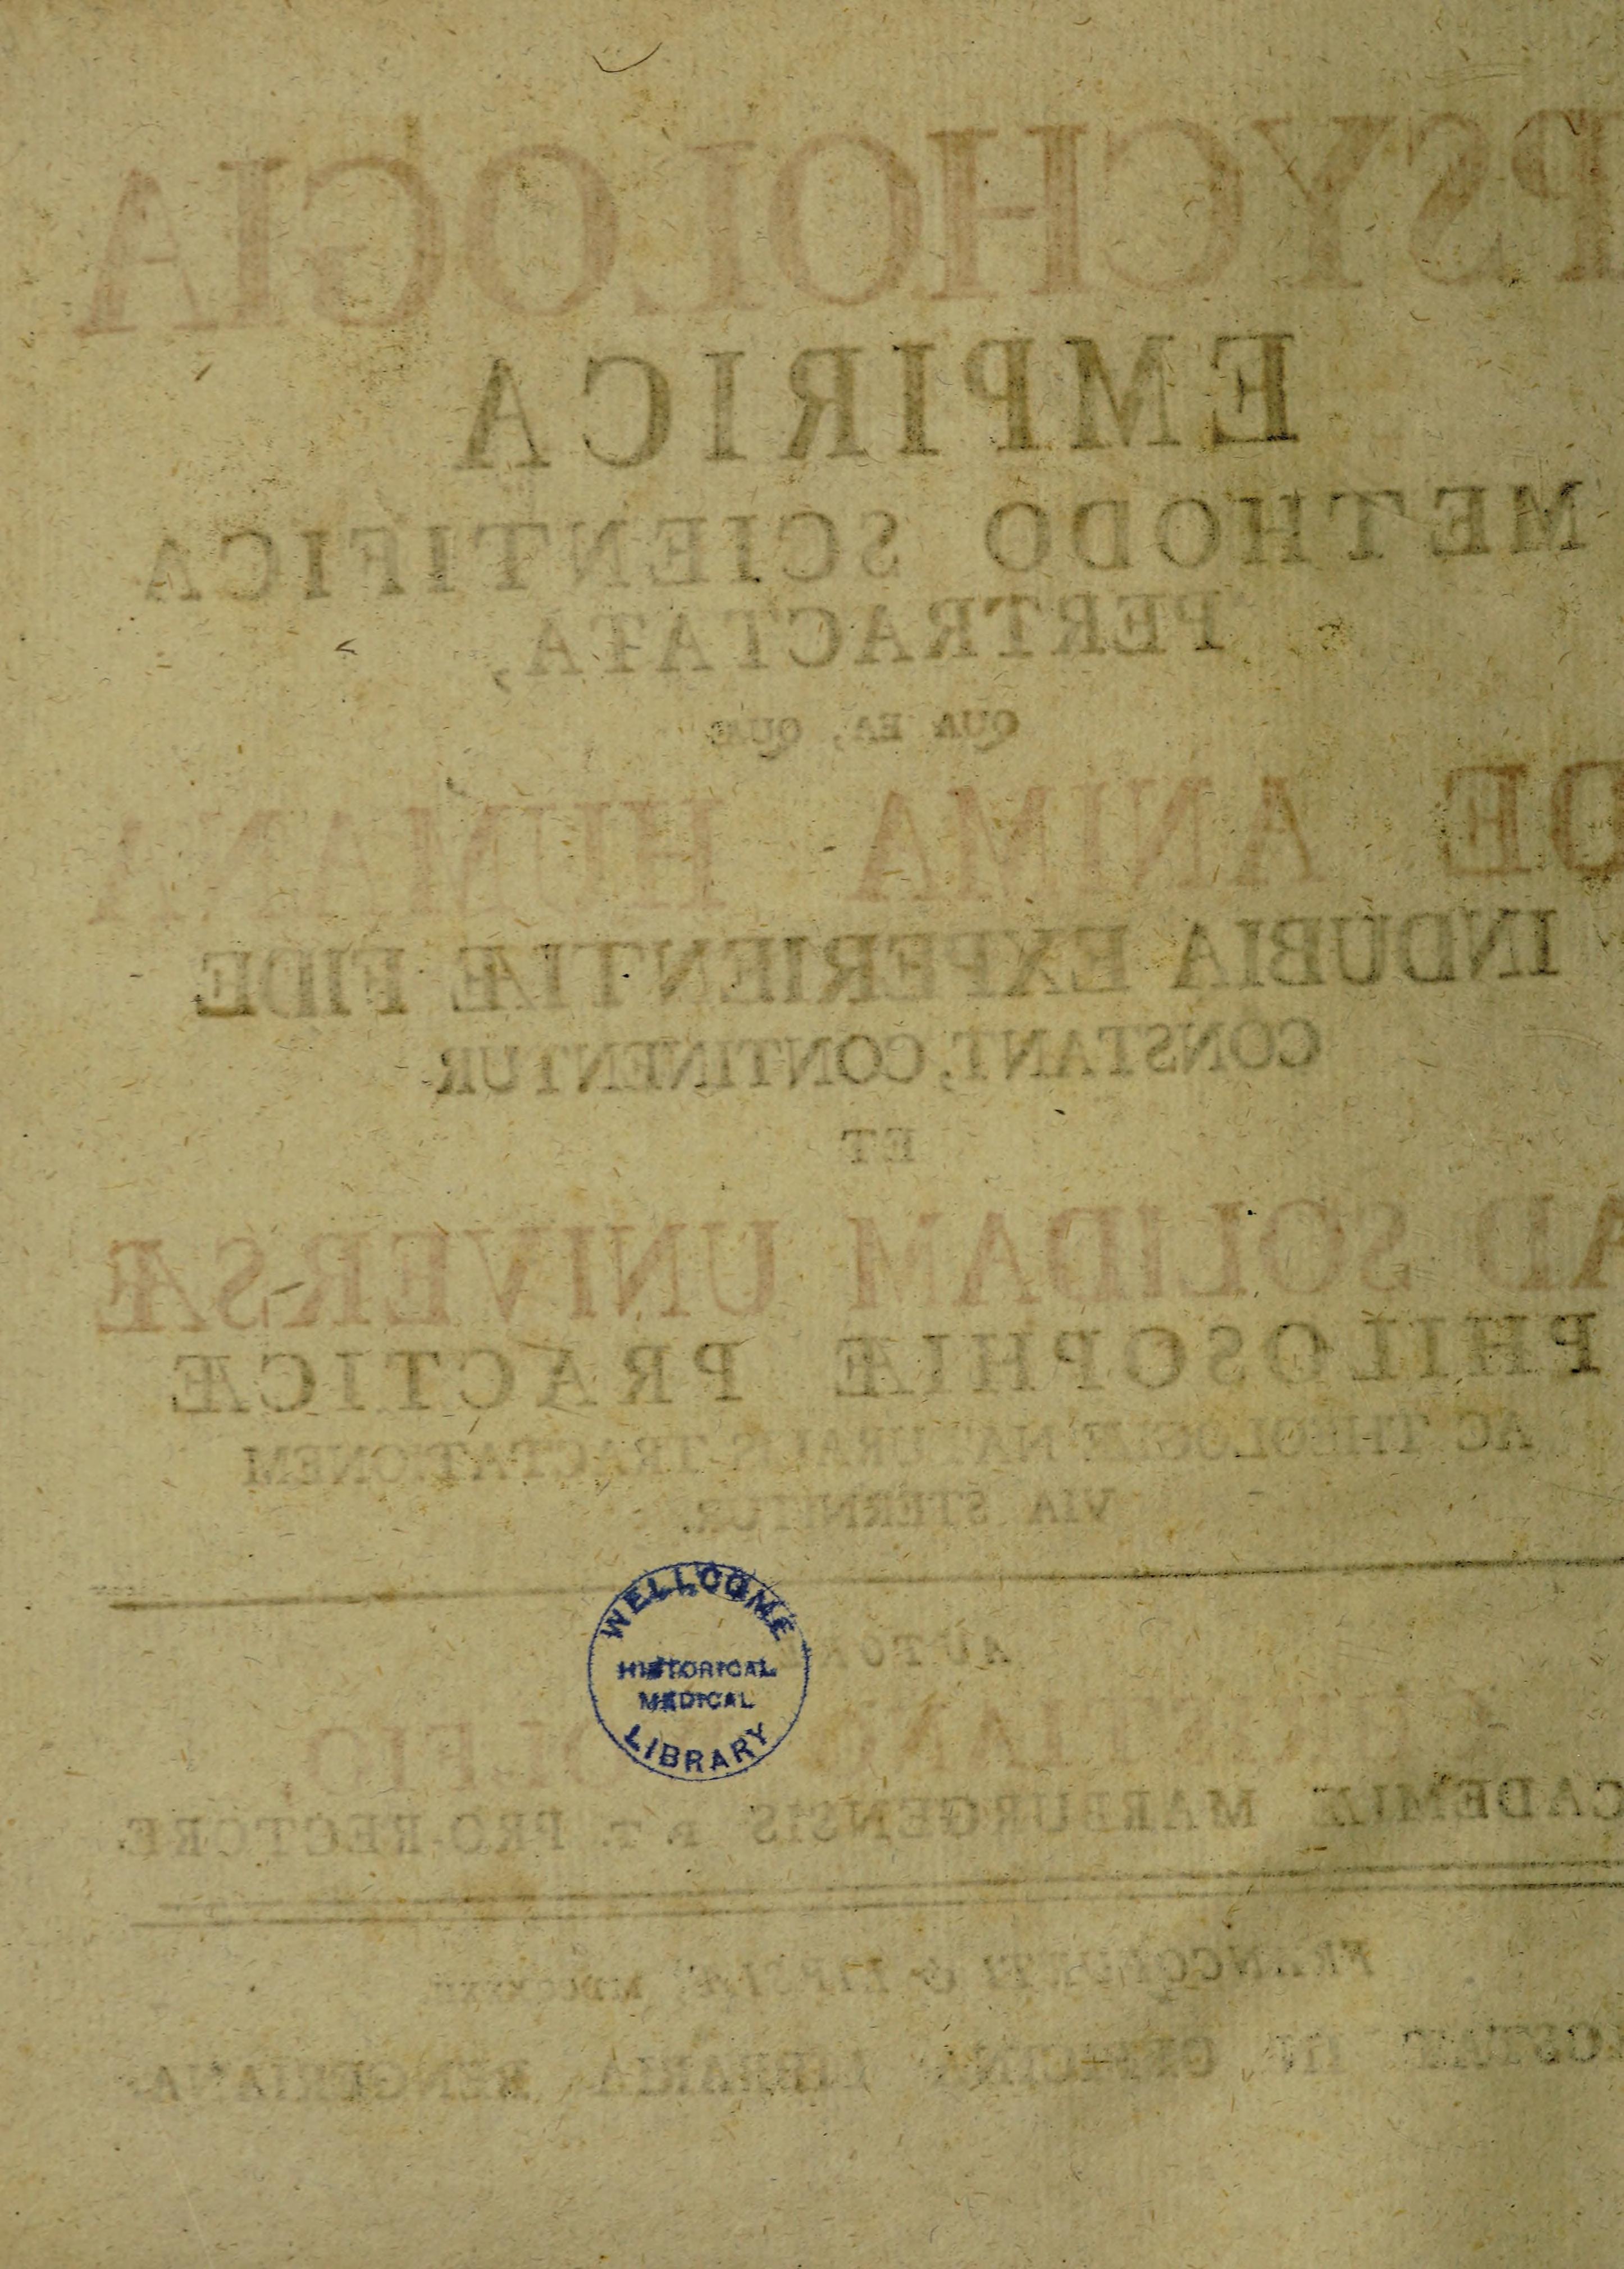 PSYCHOLOGIA
EMPIRICA
METHODO SCIENTIFICA
PERTRACTATA,
QUA EA, QUÆ
DE ANIMA HUMANA
INDUBIA EXPERIENTIÆ FIDE
CONSTANT, CONTINENTUR
ET
AD SOLIDAM UNIVERSÆ
PHILOSOPHIÆ PRACTICÆ
AC THEOLOGIÆ NATURALIS TRACTATIONEM
VIA STERNITUR.
WELLCOME
HISTORICAL
MEDICAL
LIBRARY
AUTORE
CADEMIÆ MARBURGENSIS P. T. PRO-RECTORE.
FRANCOFURTI & LIPSIÆ,
IN OFFICINA LIBRARIA RENGERIANA.